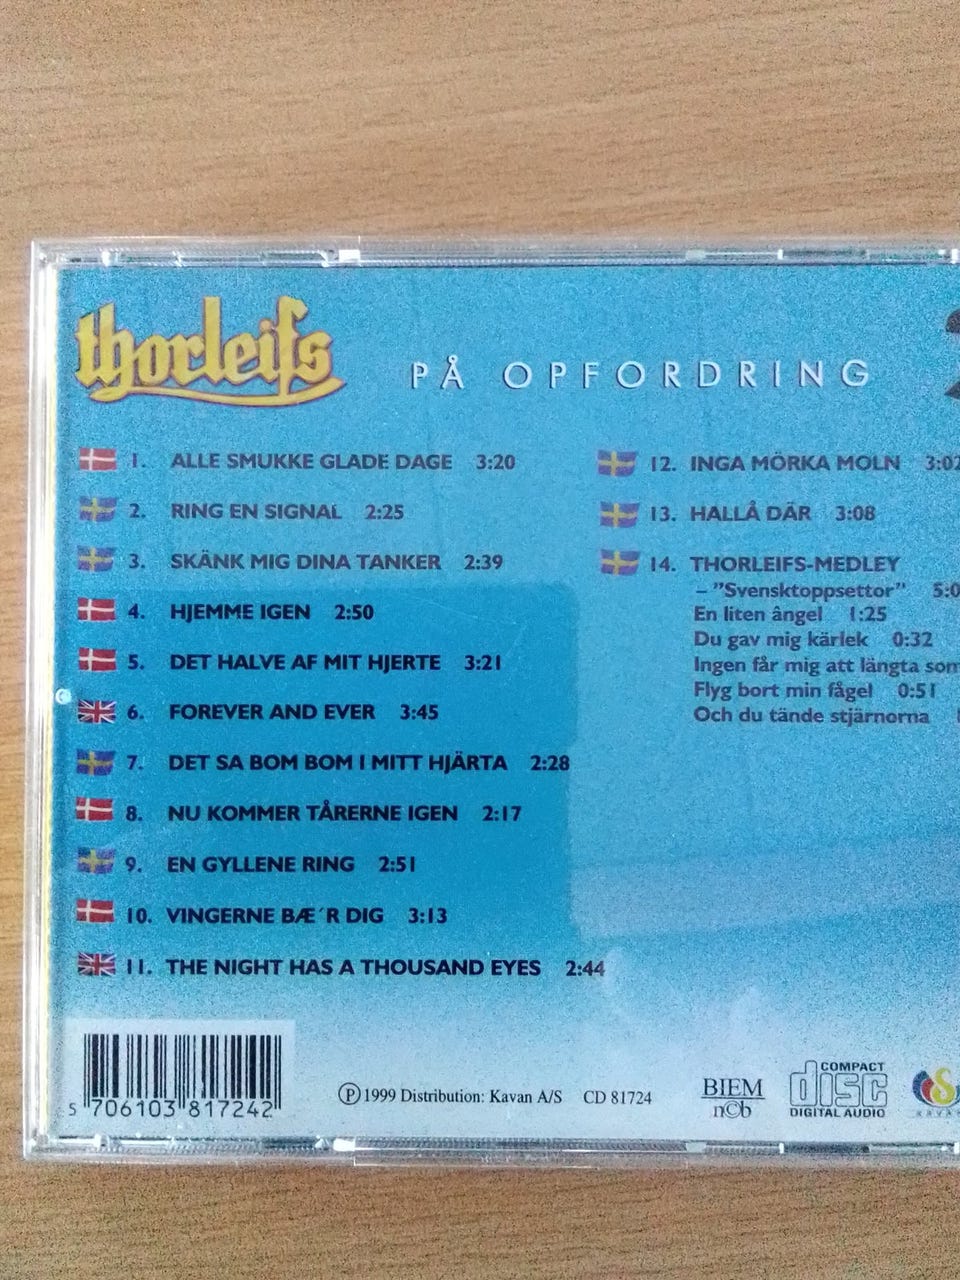 thorleifs
PÅ OPFORDRING
1. ALLE SMUKKE GLADE DAGE 3:20
2. RING EN SIGNAL 2:25
3. SKÄNK MIG DINA TANKER 2:39
4. HJEMME IGEN 2:50
5. DET HALVE AF MIT HJERTE 3:21
6. FOREVER AND EVER 3:45
7. DET SA BOM BOM I MITT HJÄRTA 2:28
8. NU KOMMER TÅRERNE IGEN 2:17
9. EN GYLLENE RING 2:51
10. VINGERNE BÆ´R DIG 3:13
11. THE NIGHT HAS A THOUSAND EYES 2:44
12. INGA MÖRKA MOLN 3:02
13. HALLÅ DÄR 3:08
14. THORLEIFS-MEDLEY
– ”Svensktoppsettor” 5:0
En liten ângel 1:25
Du gav mig kärlek 0:32
Ingen får mig att längta som
Flyg bort min fågel 0:51
Och du tände stjärnorna
5 706103 817242
Ⓟ 1999 Distribution: Kavan A/S CD 81724
BIEM
n©b
COMPACT
disc
DIGITAL AUDIO